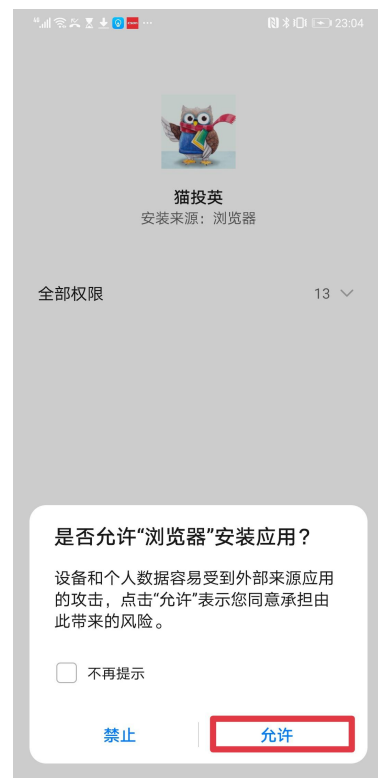 23:04
猫投英
安装来源：浏览器
全部权限 13
是否允许“浏览器”安装应用？
设备和个人数据容易受到外部来源应用
的攻击，点击“允许”表示您同意承担由
此带来的风险。
不再提示
禁止 允许